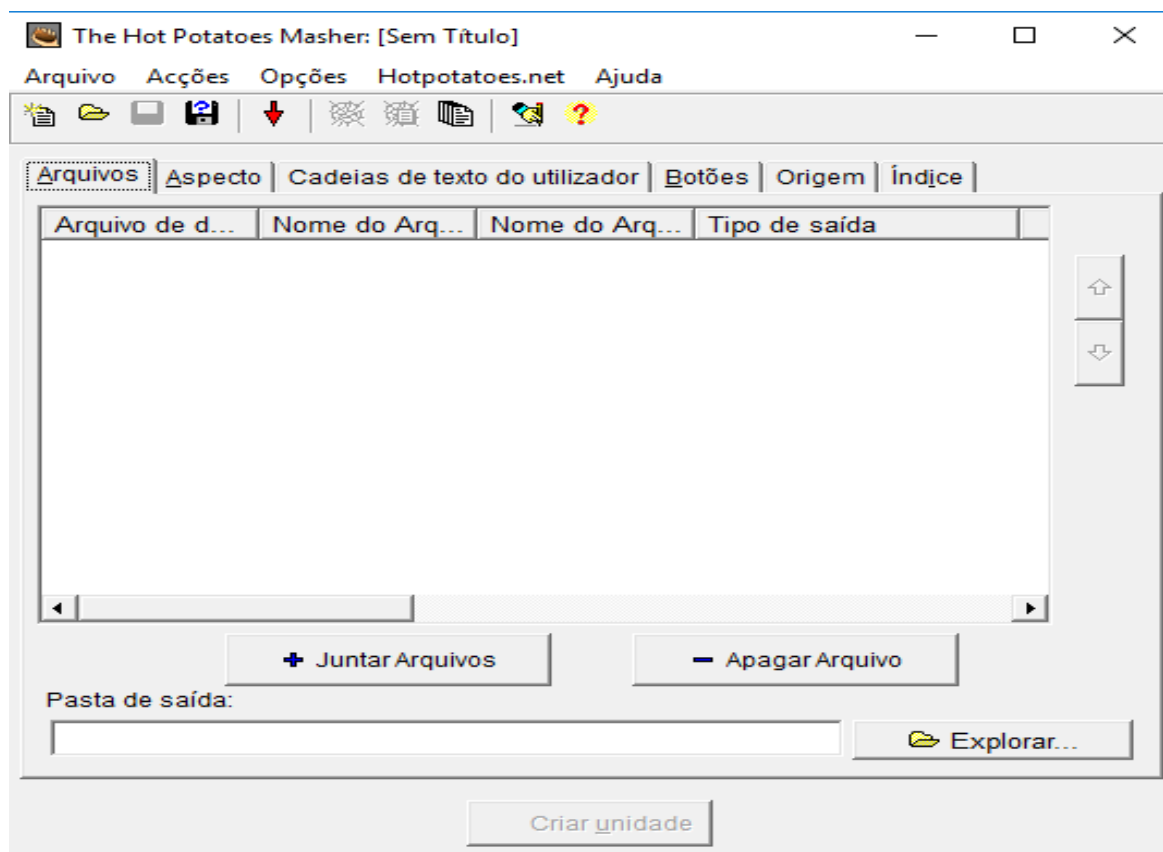 The Hot Potatoes Masher: [Sem Título]
Arquivo Acções Opções Hotpotatoes.net Ajuda
Arquivos Aspecto Cadeias de texto do utilizador Botões Origem Índice
Arquivo de d... Nome do Arq... Nome do Arq... Tipo de saída
+ Juntar Arquivos - Apagar Arquivo
Pasta de saída:
Explorar...
Criar unidade